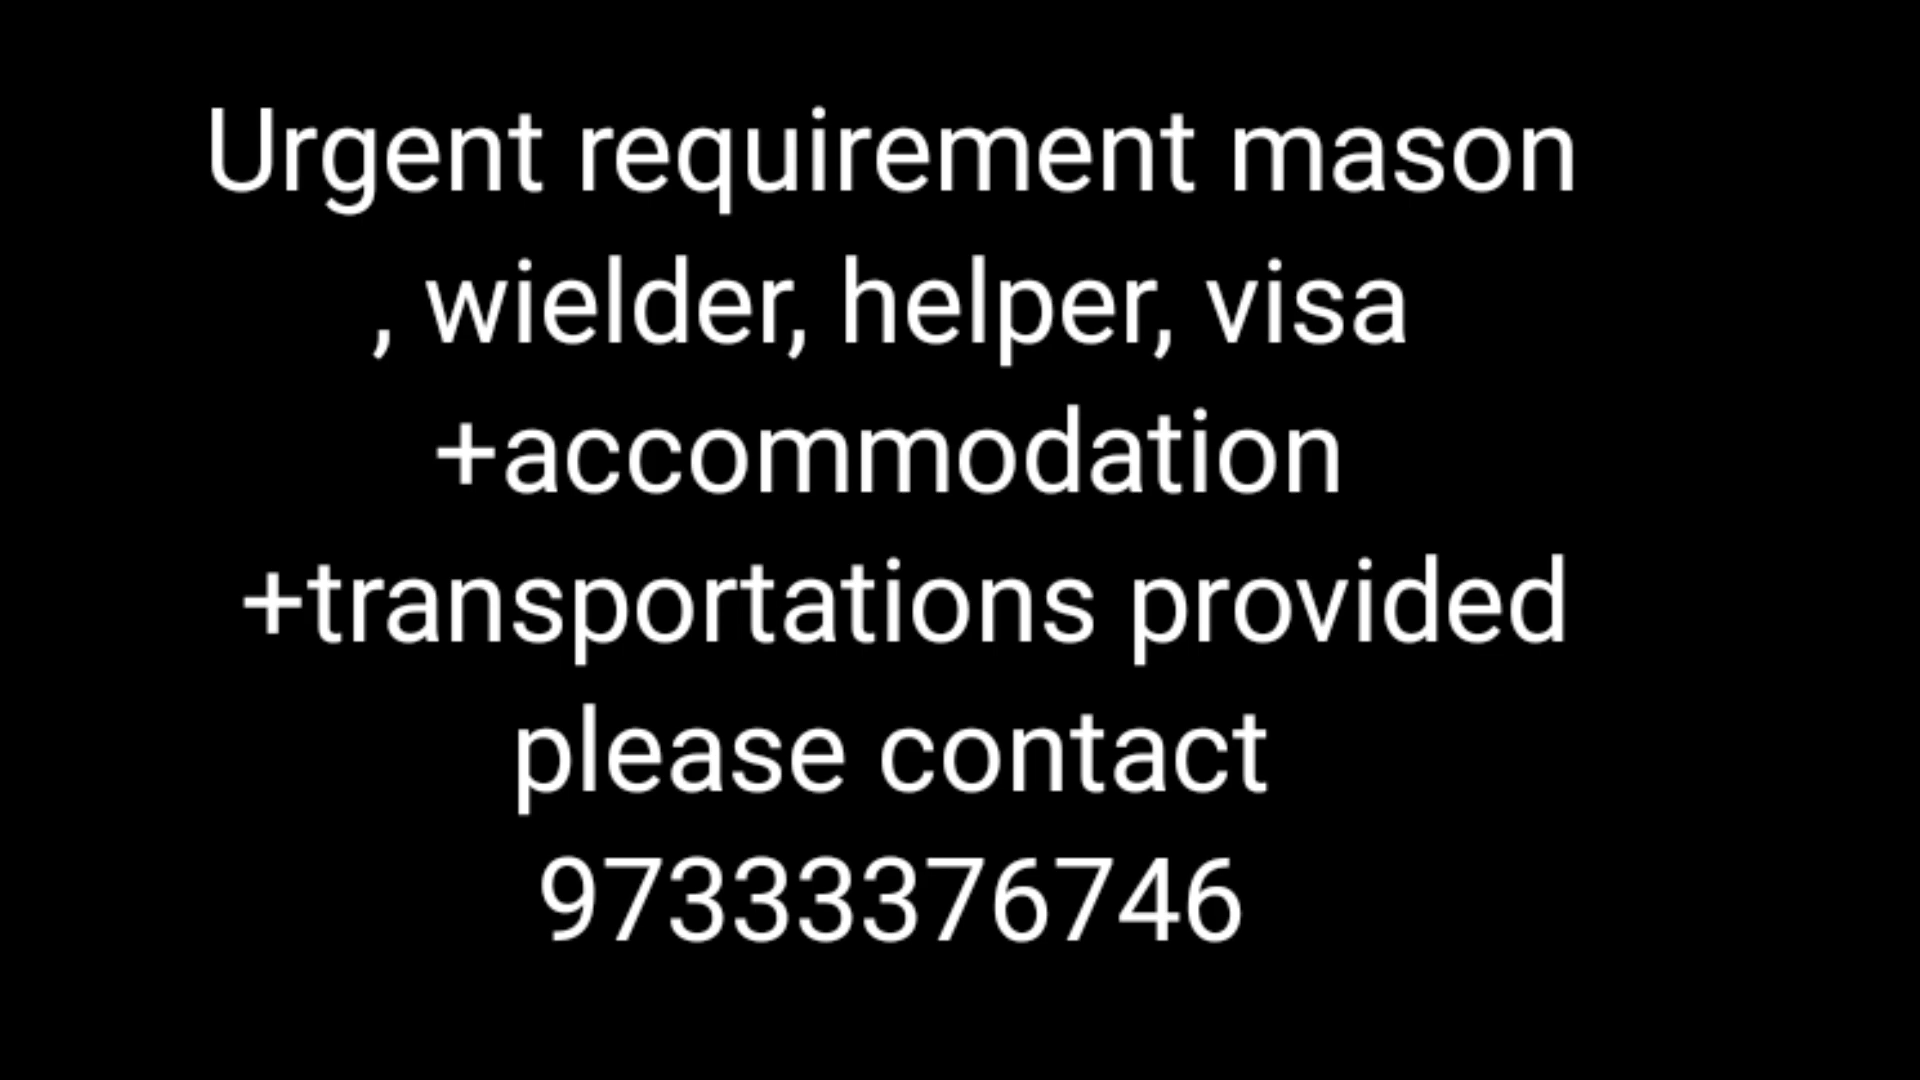 Urgent requirement mason
, wielder, helper, visa
+accommodation
+transportations provided
please contact
97333376746